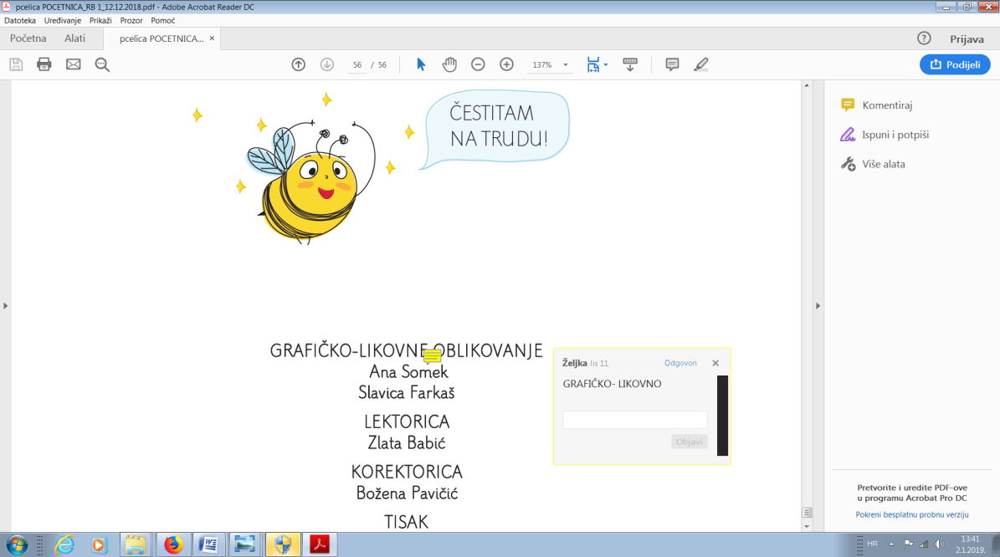 pcelica POCETNICA_RB 1_12.12.2018.pdf - Adobe Acrobat Reader DC
Datoteka Uređivanje Prikaži Prozor Pomoć
Početna Alati pcelica POCETNICA... × Prijava
56 / 56 137% Podijeli
ČESTITAM
NA TRUDU!
Komentiraj
Ispuni i potpiši
Više alata
GRAFIČKO-LIKOVNE OBLIKOVANJE
Ana Somek
Slavica Farkaš
LEKTORICA
Zlata Babić
KOREKTORICA
Božena Pavičić
TISAK
Željka lis 11 Odgovori
GRAFIČKO- LIKOVNO
Objavi
Pretvorite i uredite PDF-ove
u programu Acrobat Pro DC
Pokreni besplatnu probnu verziju
HR 13:41
2.1.2019.